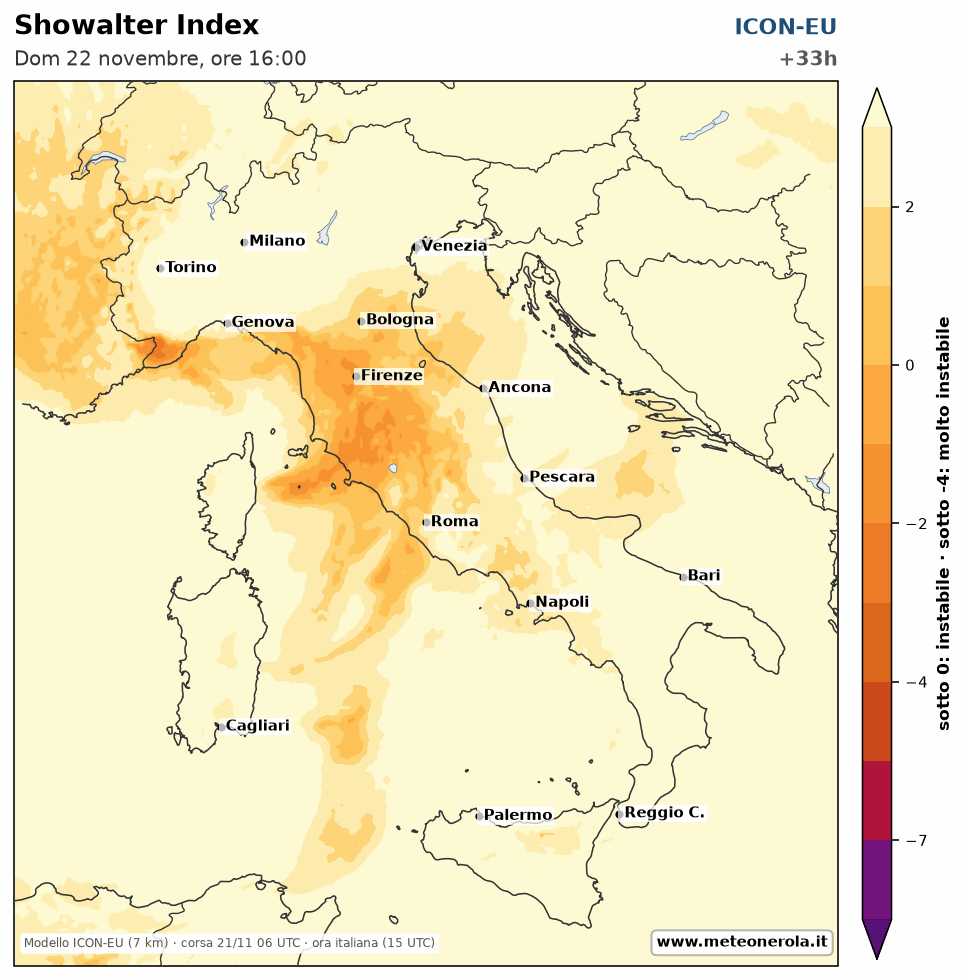 Showalter Index
ICON-EU
Dom 22 novembre, ore 16:00
+33h
Milano
Venezia
Torino
Genova
Bologna
Firenze
Ancona
Pescara
Roma
Bari
Napoli
Cagliari
Palermo
Reggio C.
2
0
−2
−4
−7
sotto 0: instabile · sotto -4: molto instabile
Modello ICON-EU (7 km) · corsa 21/11 06 UTC · ora italiana (15 UTC)
www.meteonerola.it